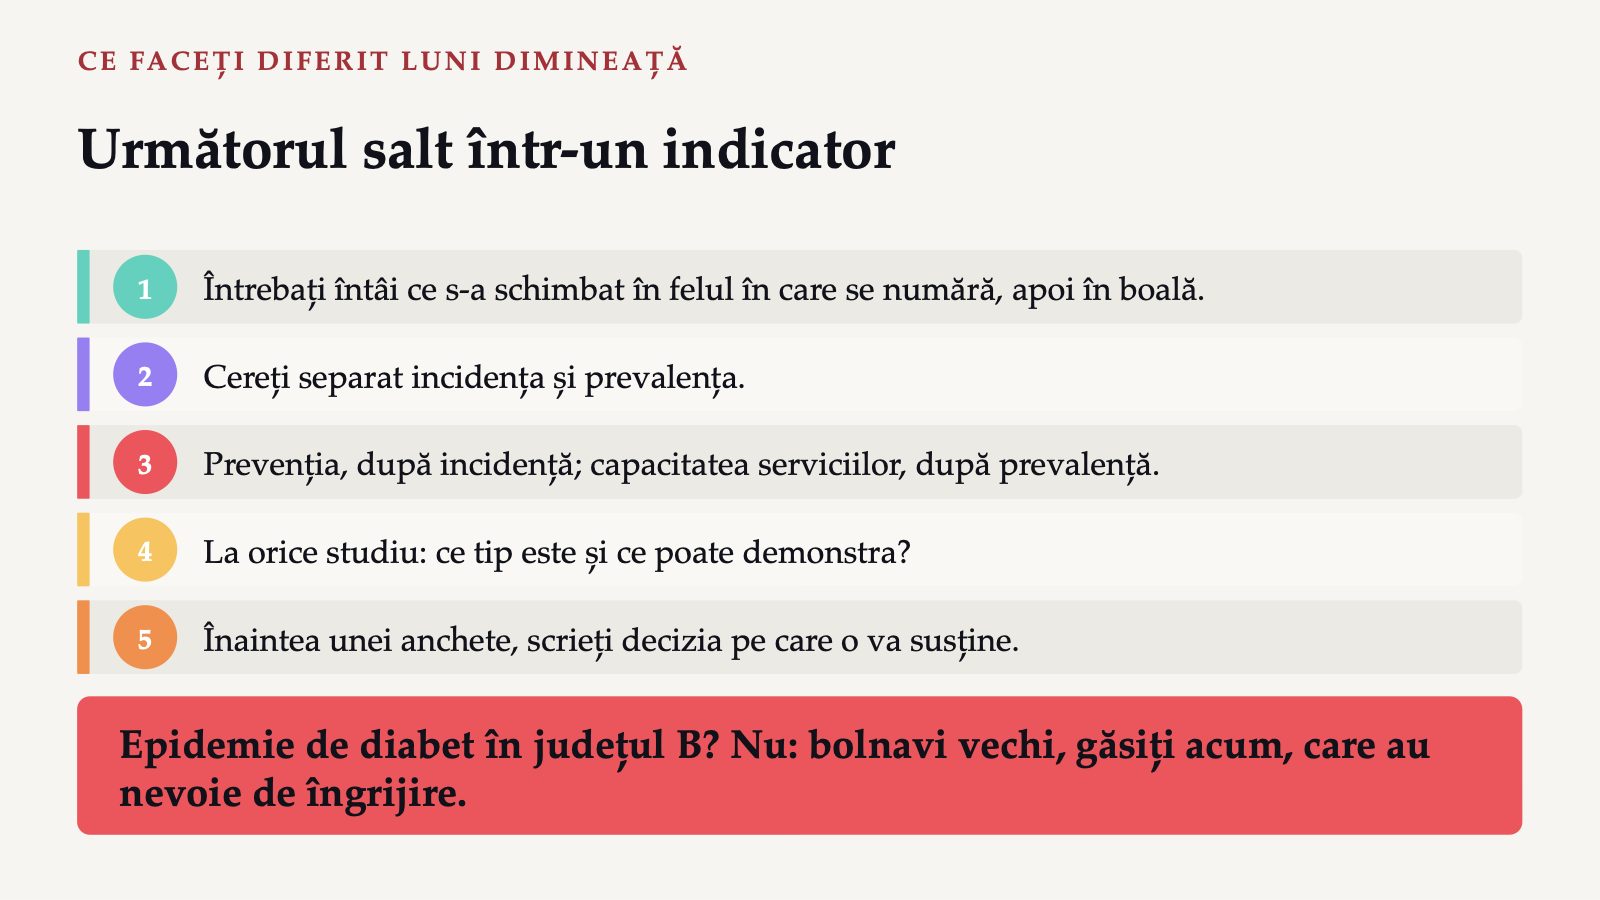 CE FACEȚI DIFERIT LUNI DIMINEAȚĂ
Următorul salt într-un indicator
1 Întrebați întâi ce s-a schimbat în felul în care se numără, apoi în boală.
2 Cereți separat incidența și prevalența.
3 Prevenția, după incidență; capacitatea serviciilor, după prevalență.
4 La orice studiu: ce tip este și ce poate demonstra?
5 Înaintea unei anchete, scrieți decizia pe care o va susține.
Epidemie de diabet în județul B? Nu: bolnavi vechi, găsiți acum, care au
nevoie de îngrijire.